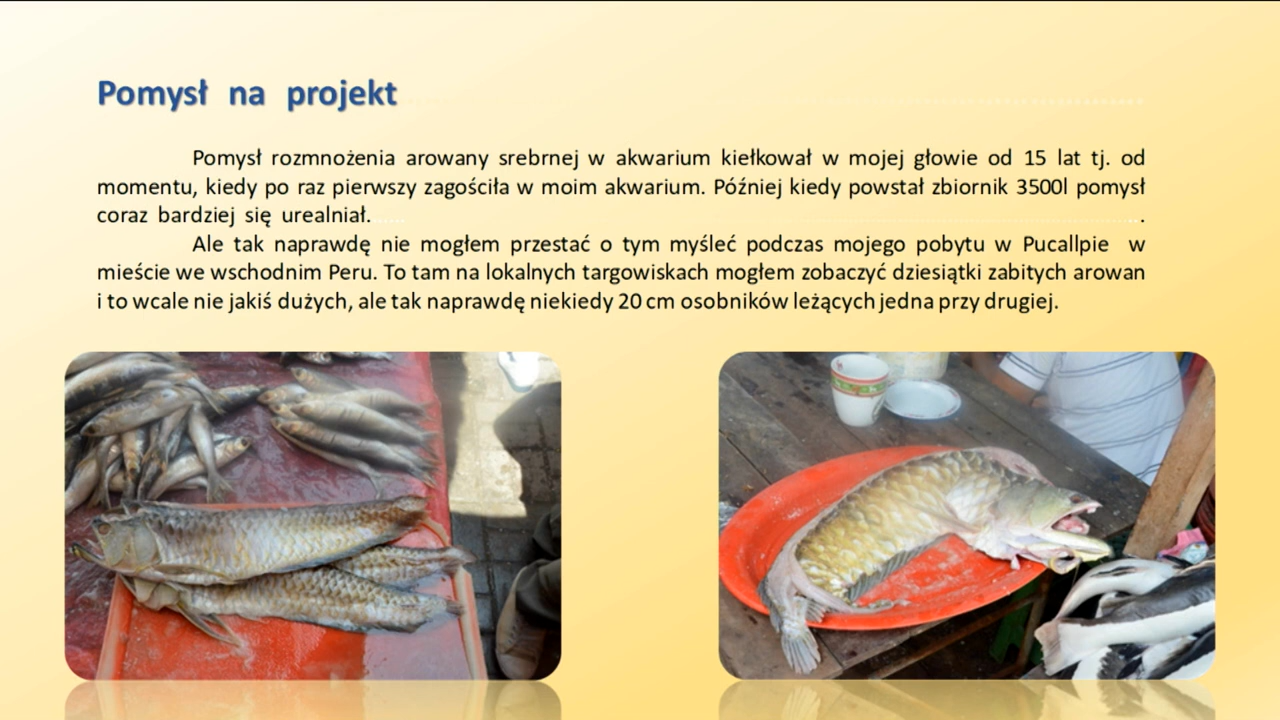 Pomysł na projekt
Pomysł rozmnożenia arowany srebrnej w akwarium kiełkował w mojej głowie od 15 lat tj. od
momentu, kiedy po raz pierwszy zagościła w moim akwarium. Później kiedy powstał zbiornik 3500l pomysł
coraz bardziej się urealniał. .
Ale tak naprawdę nie mogłem przestać o tym myśleć podczas mojego pobytu w Pucallpie w
mieście we wschodnim Peru. To tam na lokalnych targowiskach mogłem zobaczyć dziesiątki zabitych arowan
i to wcale nie jakiś dużych, ale tak naprawdę niekiedy 20 cm osobników leżących jedna przy drugiej.